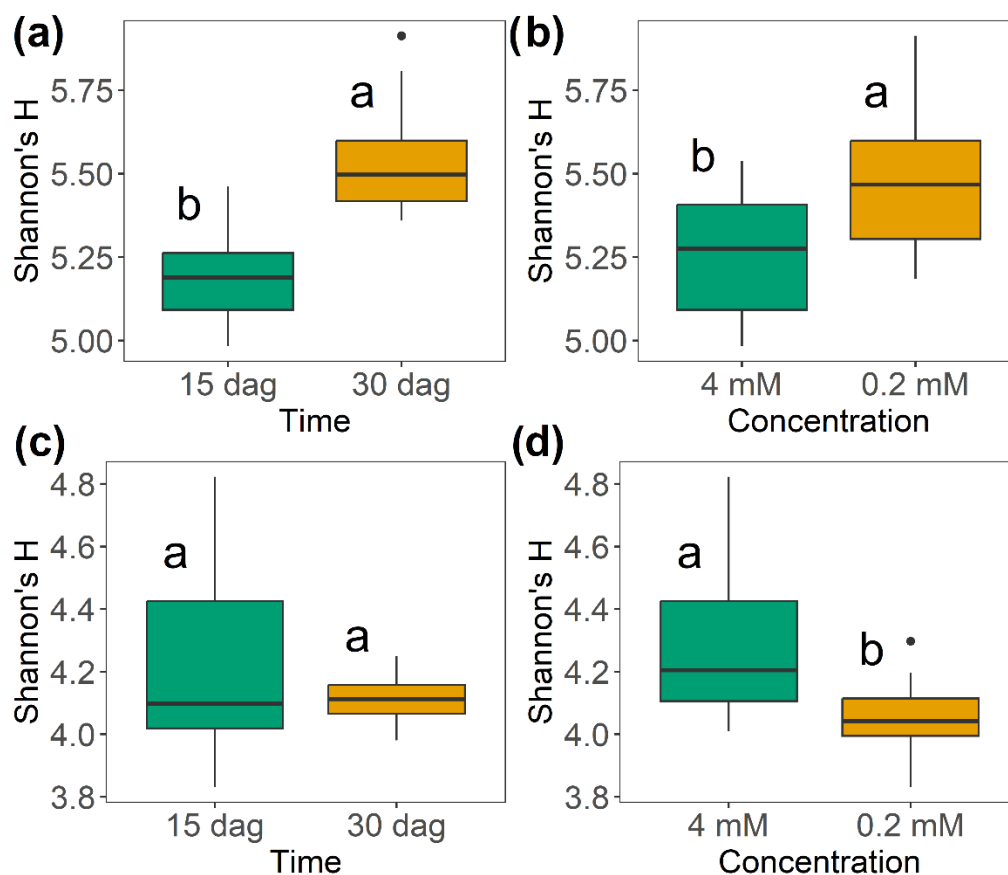 (a)
Shannon's H
5.75
5.50
5.25
5.00
b
a
15 dag
30 dag
Time
(b)
Shannon's H
5.75
5.50
5.25
5.00
b
a
4 mM
0.2 mM
Concentration
(c)
Shannon's H
4.8
4.6
4.4
4.2
4.0
3.8
a
a
15 dag
30 dag
Time
(d)
Shannon's H
4.8
4.6
4.4
4.2
4.0
3.8
a
b
4 mM
0.2 mM
Concentration